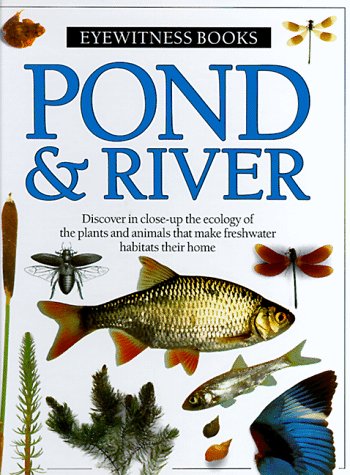 EYEWITNESS BOOKS
POND
& RIVER
Discover in close-up the ecology of
the plants and animals that make freshwater
habitats their home